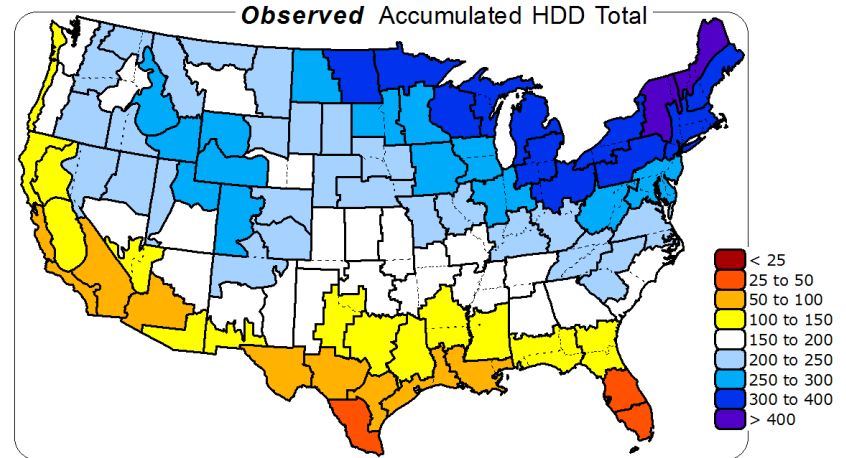 Observed Accumulated HDD Total
< 25
25 to 50
50 to 100
100 to 150
150 to 200
200 to 250
250 to 300
300 to 400
> 400